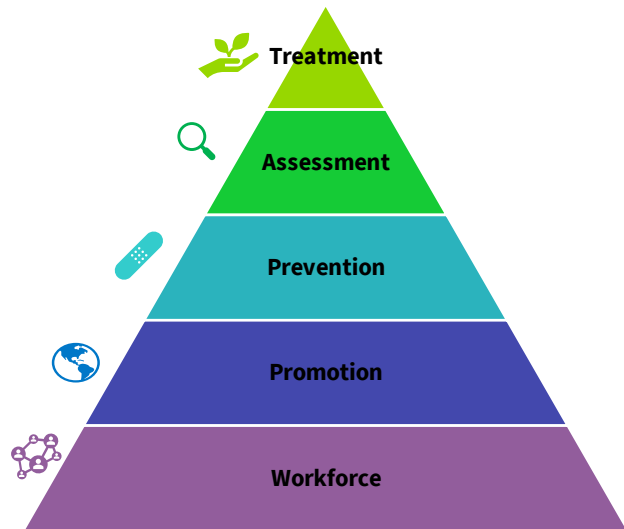 Treatment
Assessment
Prevention
Promotion
Workforce